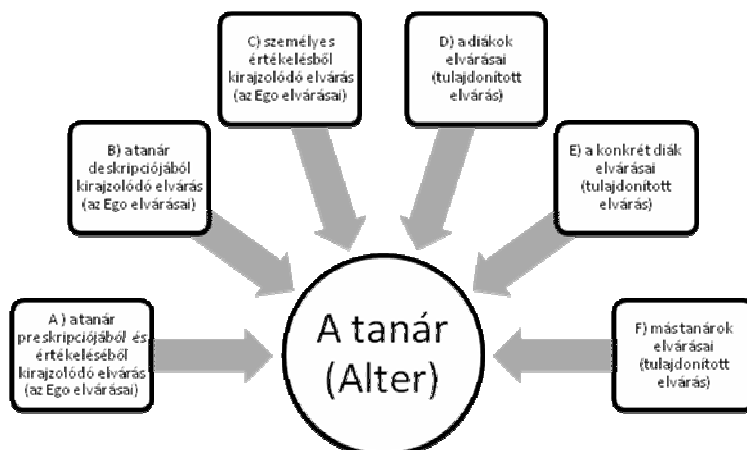 A ) a tanár
preskripciójából és
értékeléséből
kirajzolódó elvárás
(az Ego elvárásai)
B ) a tanár
deskripciójából
kirajzolódó elvárás
(az Ego elvárásai)
C ) személyes
értékelésből
kirajzolódó elvárás
(az Ego elvárásai)
D ) a diákok
elvárásai
(tulajdonított
elvárás)
E ) a konkrét diák
elvárásai
(tulajdonított
elvárás)
F ) más tanárok
elvárásai
(tulajdonított
elvárás)
A tanár
(Alter)